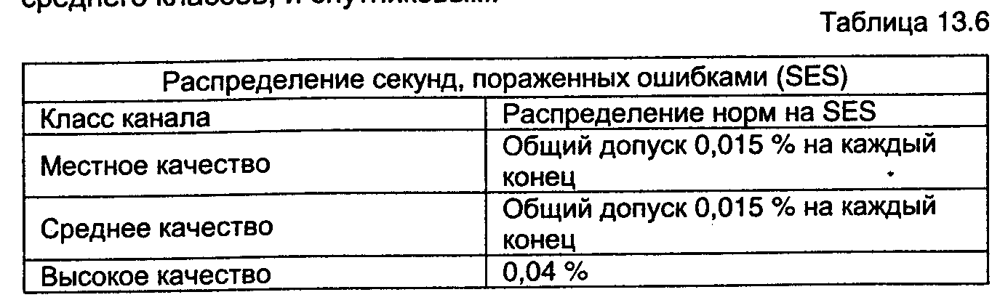 среднего классов, и спутниковыми
Таблица 13.6
Распределение секунд, пораженных ошибками (SES)
Класс канала
Распределение норм на SES
Местное качество
Общий допуск 0,015 % на каждый
конец
Среднее качество
Общий допуск 0,015 % на каждый
конец
Высокое качество
0,04 %